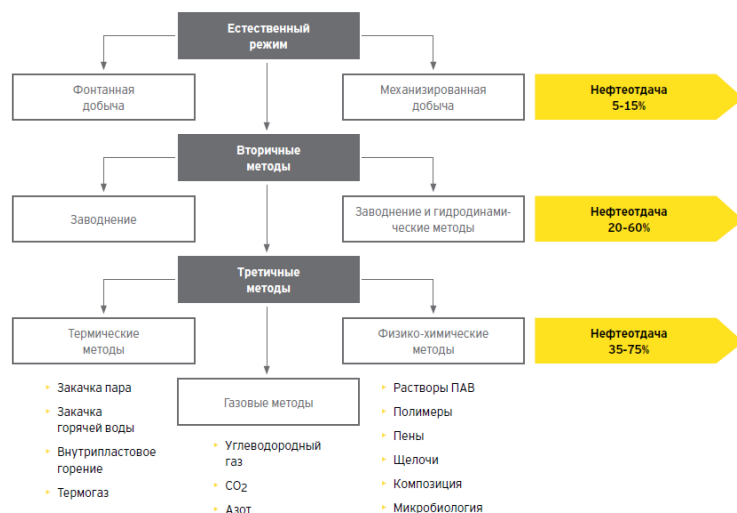 Естественный
режим
Фонтанная
добыча
Механизированная
добыча
Нефтеотдача
5-15%
Вторичные
методы
Заводнение
Заводнение и гидродинами-
ческие методы
Нефтеотдача
20-60%
Третичные
методы
Термические
методы
Физико-химические
методы
Нефтеотдача
35-75%
Закачка пара
Закачка
горячей воды
Внутрипластовое
горение
Термогаз
Газовые методы
Углеводородный
газ
CO2
Азот
Растворы ПАВ
Полимеры
Пены
Щелочи
Композиция
Микробиология